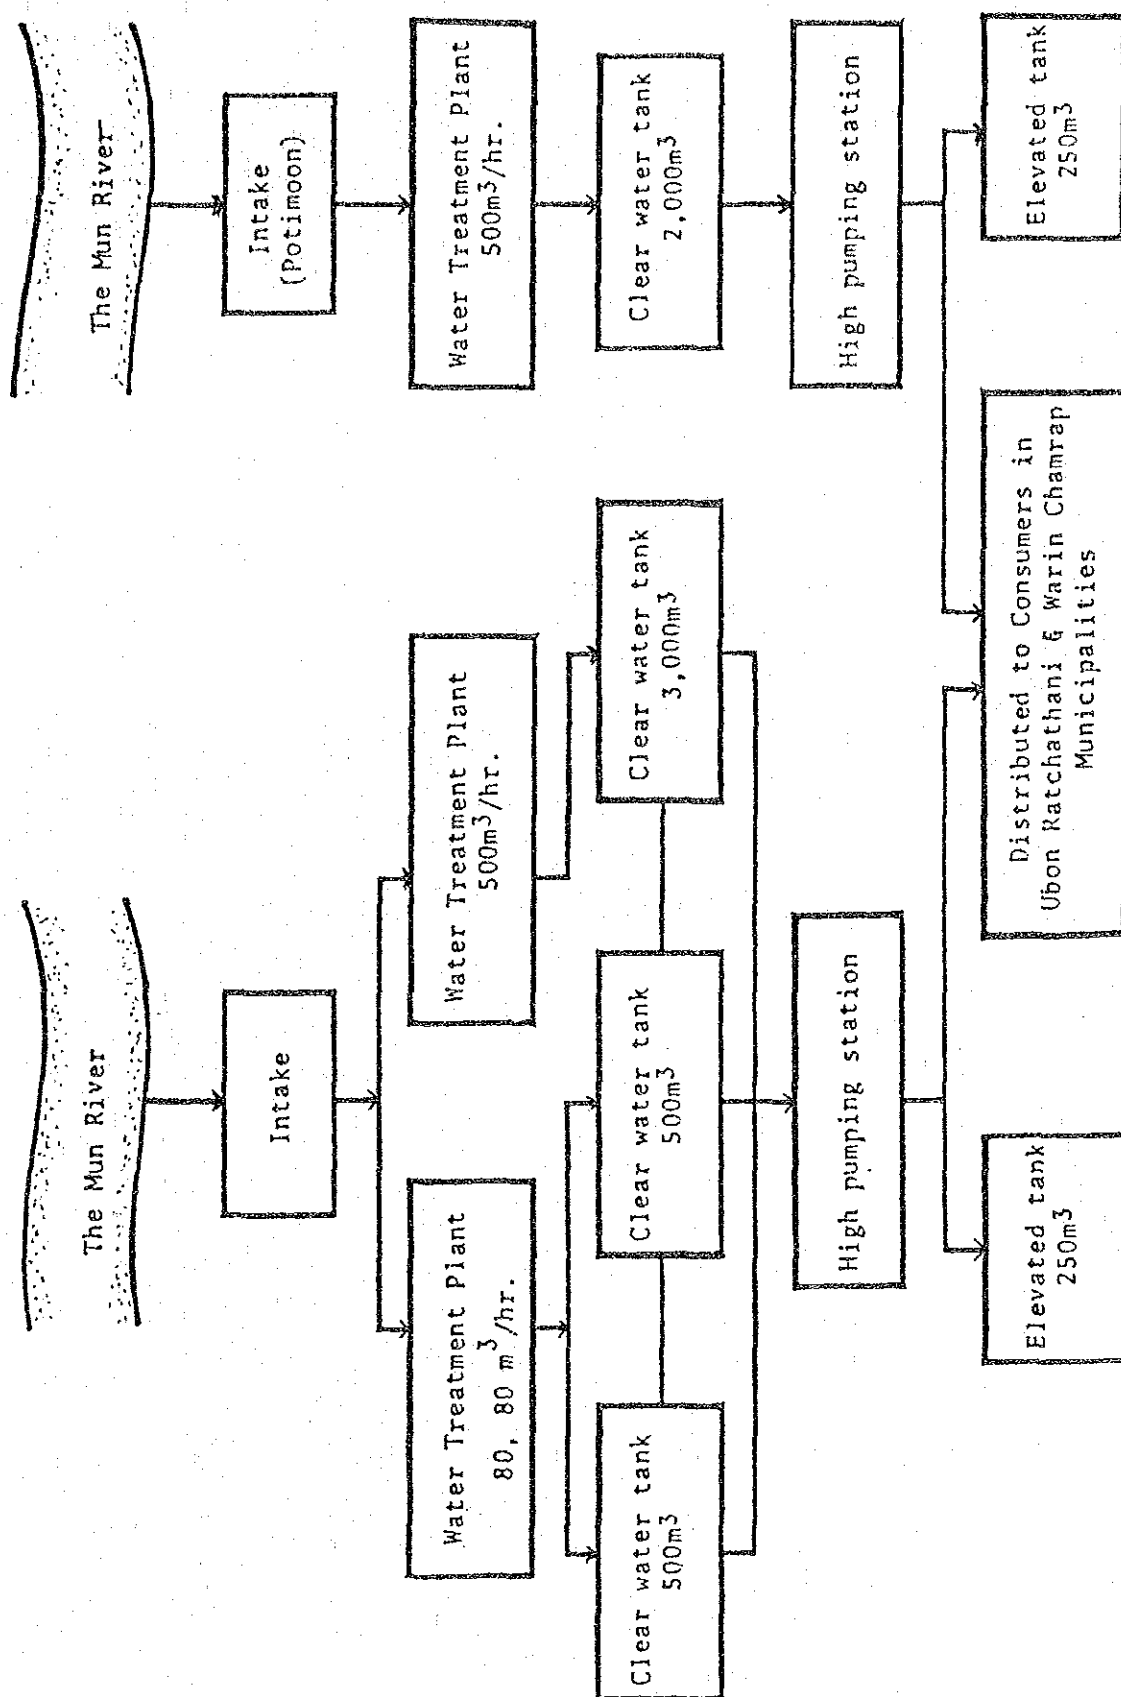 The Mun River
Intake
Water Treatment Plant
80, 80 m³/hr.
Water Treatment Plant
500m³/hr.
Clear water tank
500m³
Clear water tank
500m³
Clear water tank
3,000m³
High pumping station
Elevated tank
250m³
The Mun River
Intake
(Potimoon)
Water Treatment Plant
500m³/hr.
Clear water tank
2,000m³
High pumping station
Distributed to Consumers in
Ubon Ratchathani & Warin Chamrap
Municipalities
Elevated tank
250m³